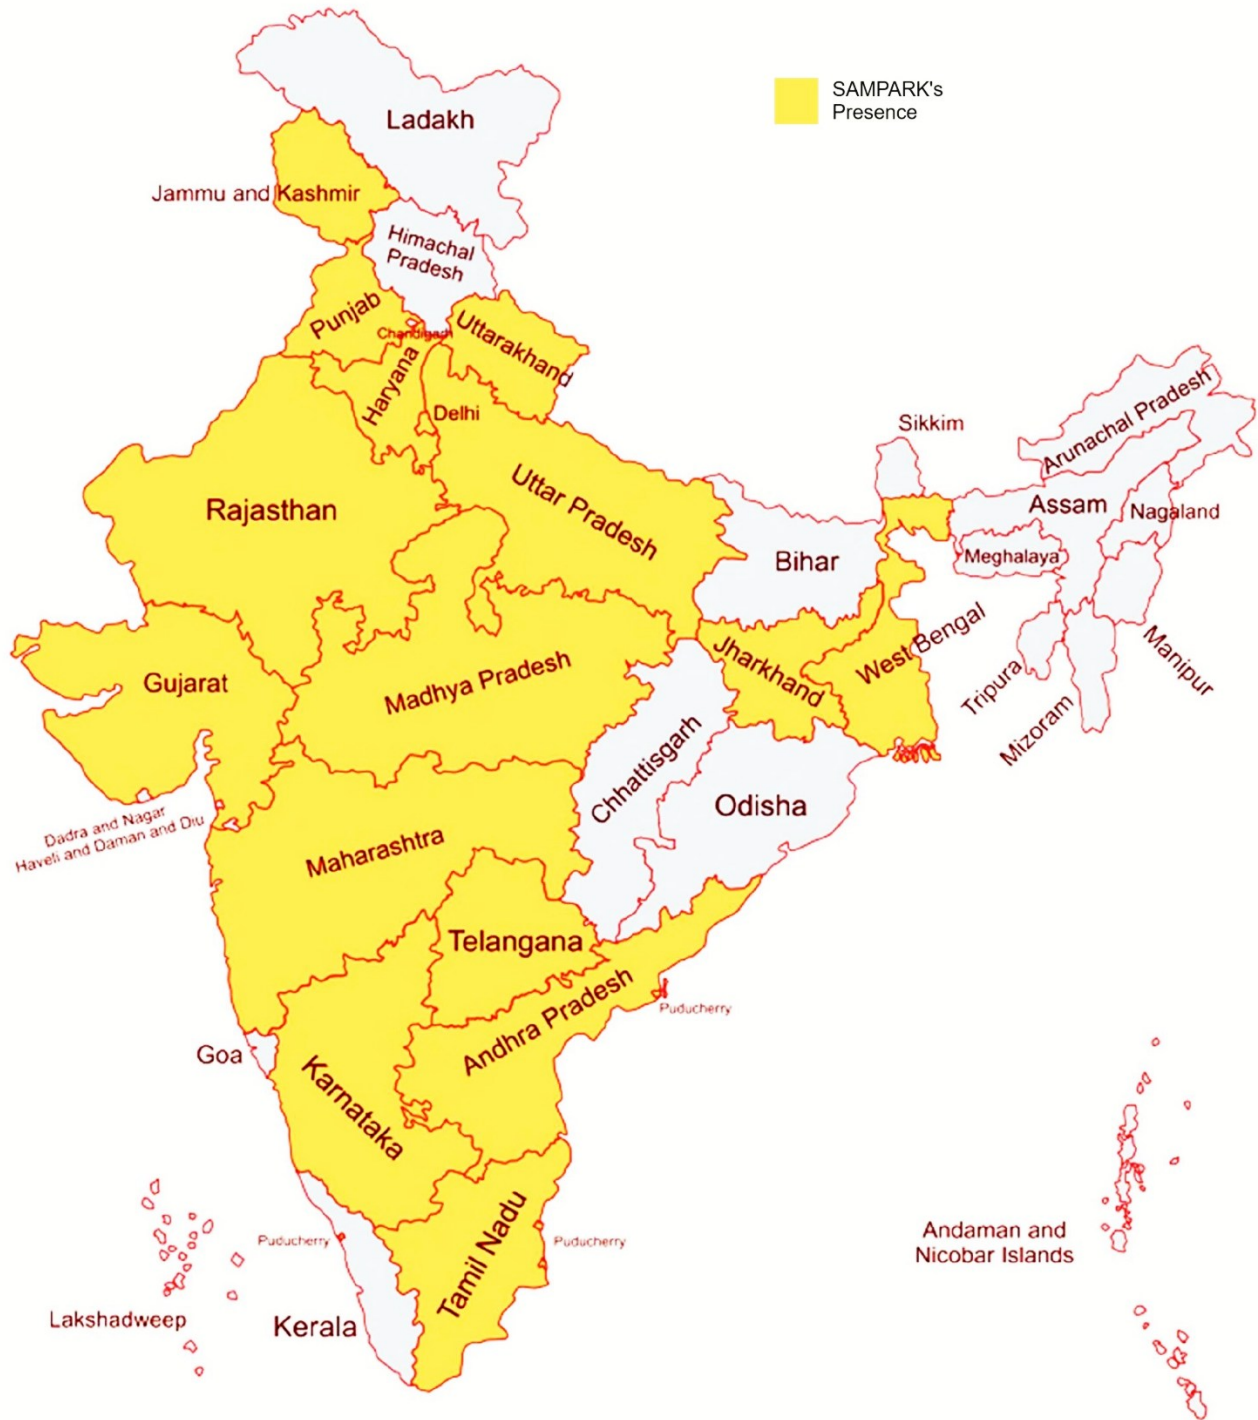 SAMPARK's
Presence
Ladakh
Jammu and Kashmir
Himachal
Pradesh
Punjab
Chandigarh
Uttarakhand
Haryana
Delhi
Sikkim
Arunachal Pradesh
Rajasthan
Uttar Pradesh
Assam
Nagaland
Bihar
Meghalaya
Gujarat
Madhya Pradesh
Jharkhand
West Bengal
Tripura
Manipur
Mizoram
Chhattisgarh
Odisha
Dadra and Nagar
Haveli and Daman and Diu
Maharashtra
Telangana
Andhra Pradesh
Puducherry
Goa
Karnataka
Puducherry
Tamil Nadu
Puducherry
Andaman and
Nicobar Islands
Lakshadweep
Kerala